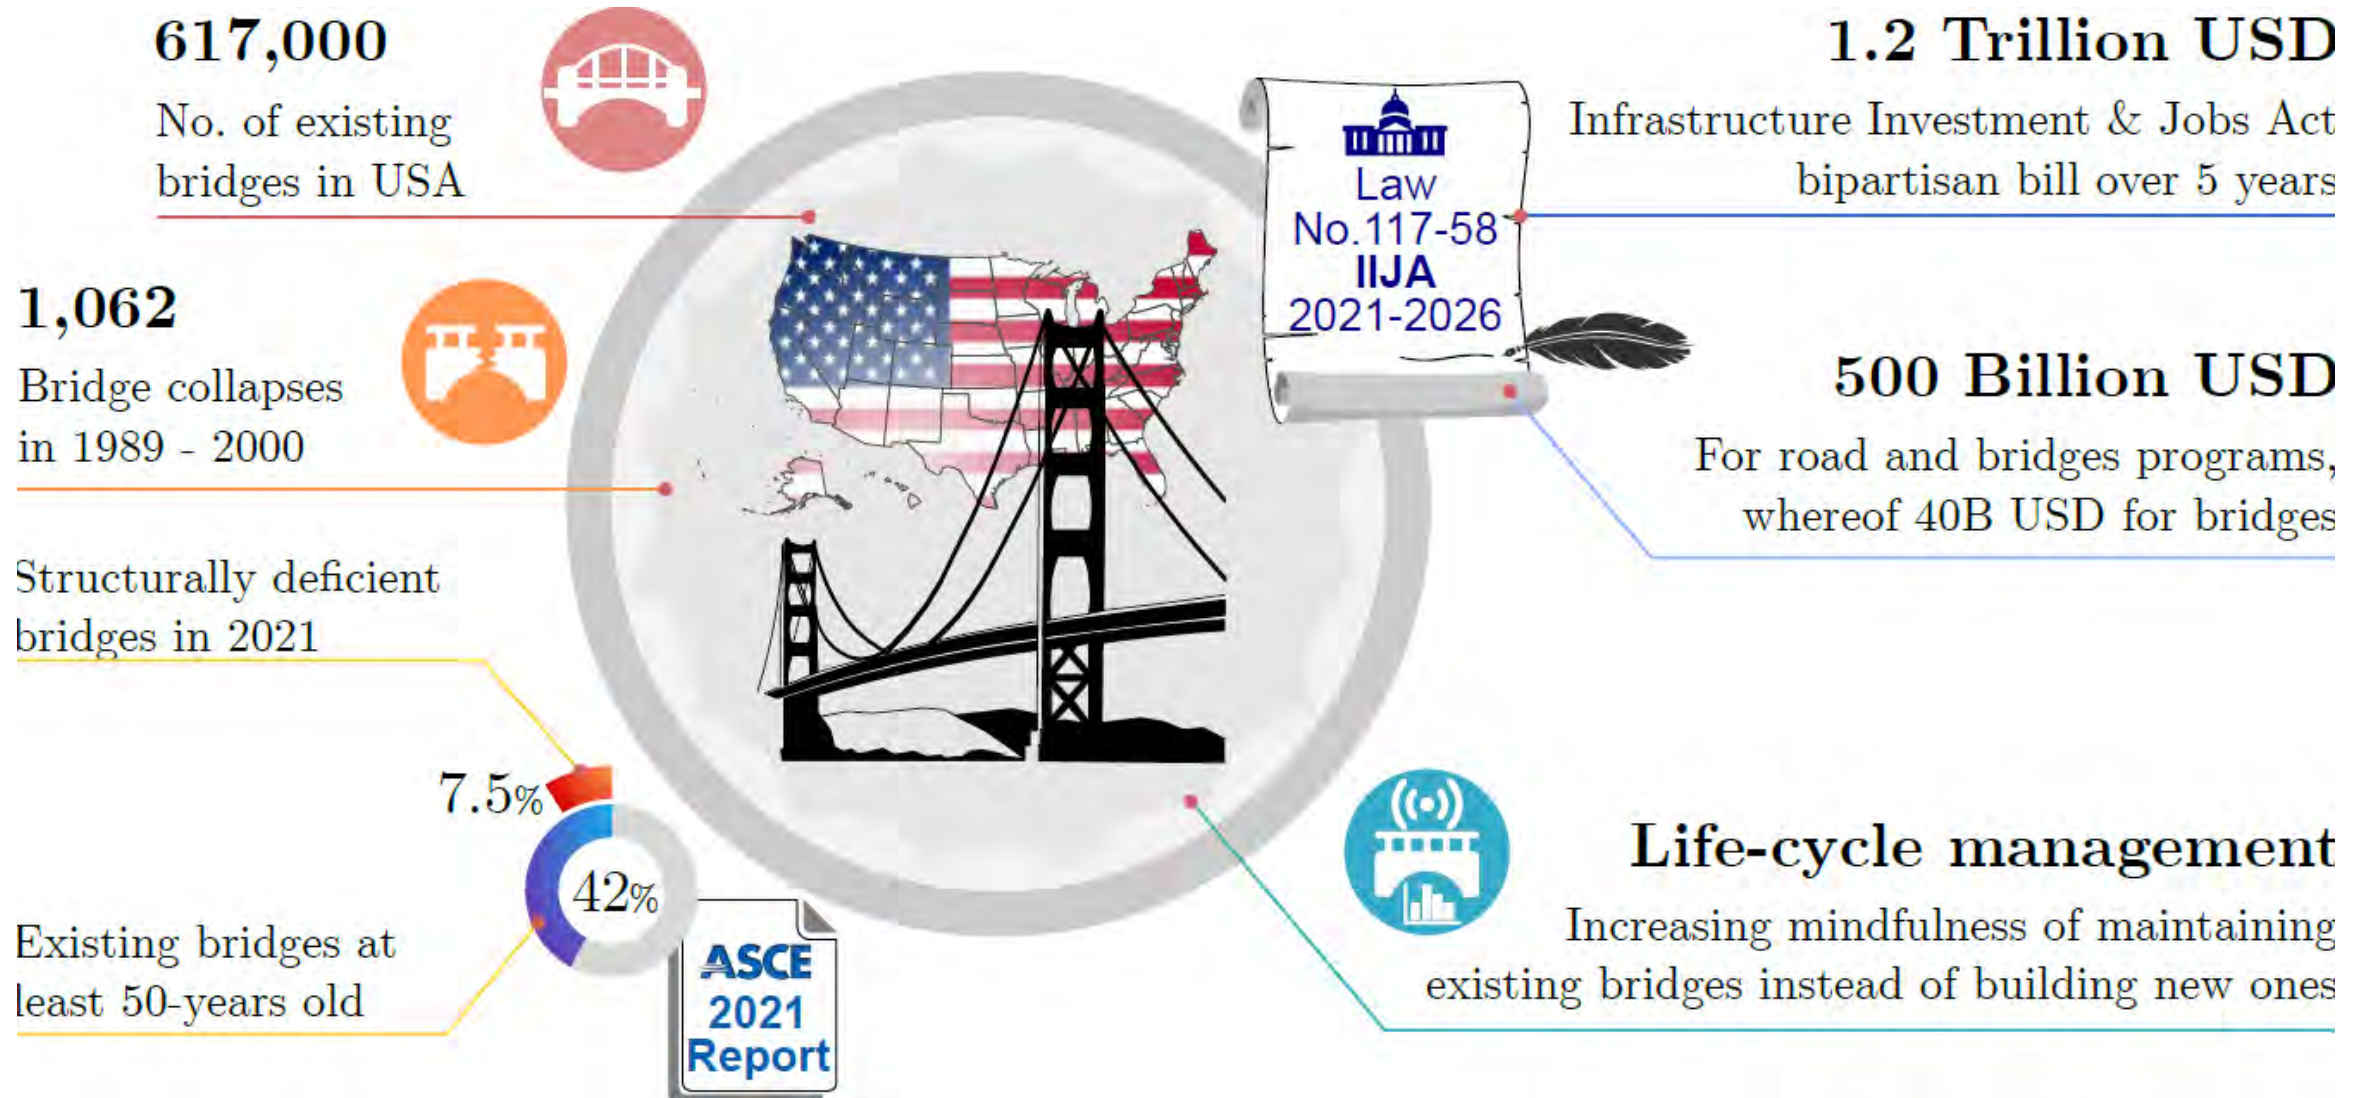 617,000
No. of existing
bridges in USA
1,062
Bridge collapses
in 1989 - 2000
Structurally deficient
bridges in 2021
7.5%
42%
Existing bridges at
least 50-years old
ASCE
2021
Report
Law
No.117-58
IIJA
2021-2026
1.2 Trillion USD
Infrastructure Investment & Jobs Act
bipartisan bill over 5 years
500 Billion USD
For road and bridges programs,
whereof 40B USD for bridges
Life-cycle management
Increasing mindfulness of maintaining
existing bridges instead of building new ones